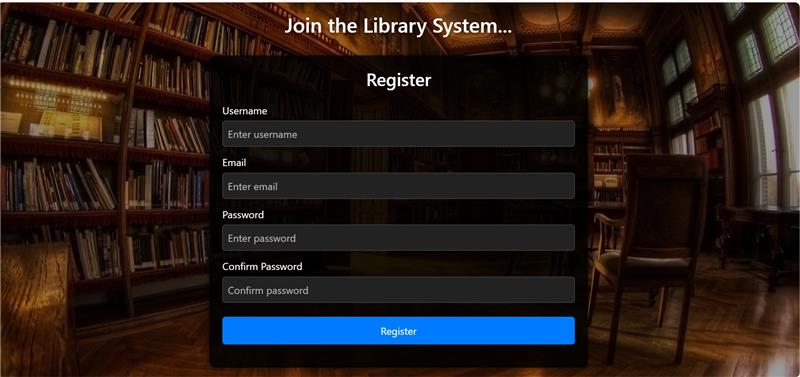 Join the Library System...
Register
Username
Enter username
Email
Enter email
Password
Enter password
Confirm Password
Confirm password
Register